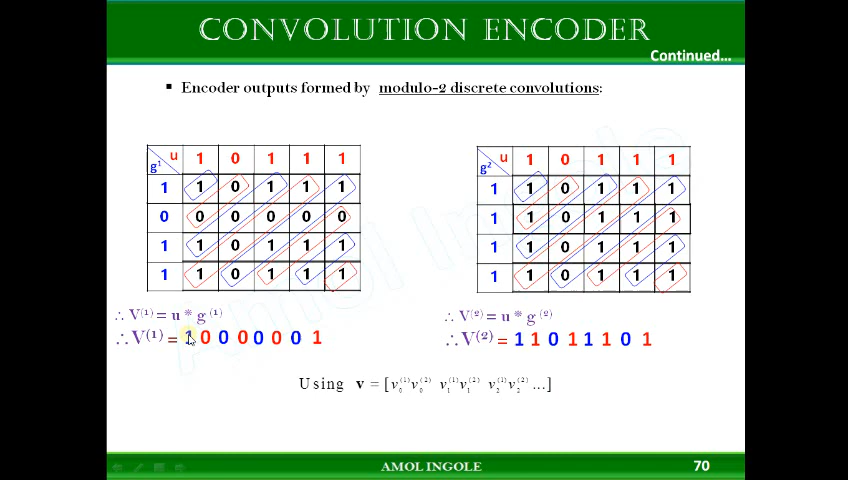 CONVOLUTION ENCODER
Continued...
▪ Encoder outputs formed by modulo-2 discrete convolutions:
u 1 0 1 1 1
g1
1 1 0 1 1 1
0 0 0 0 0 0
1 1 0 1 1 1
1 1 0 1 1 1
∴ V(1) = u * g(1)
∴ V(1) = 1 0 0 0 0 0 0 1
u 1 0 1 1 1
g2
1 1 0 1 1 1
1 1 0 1 1 1
1 1 0 1 1 1
1 1 0 1 1 1
∴ V(2) = u * g(2)
∴ V(2) = 1 1 0 1 1 1 0 1
Using v = [v0(1)v0(2) v1(1)v1(2) v2(1)v2(2) ...]
Amol Ingole
AMOL INGOLE
70